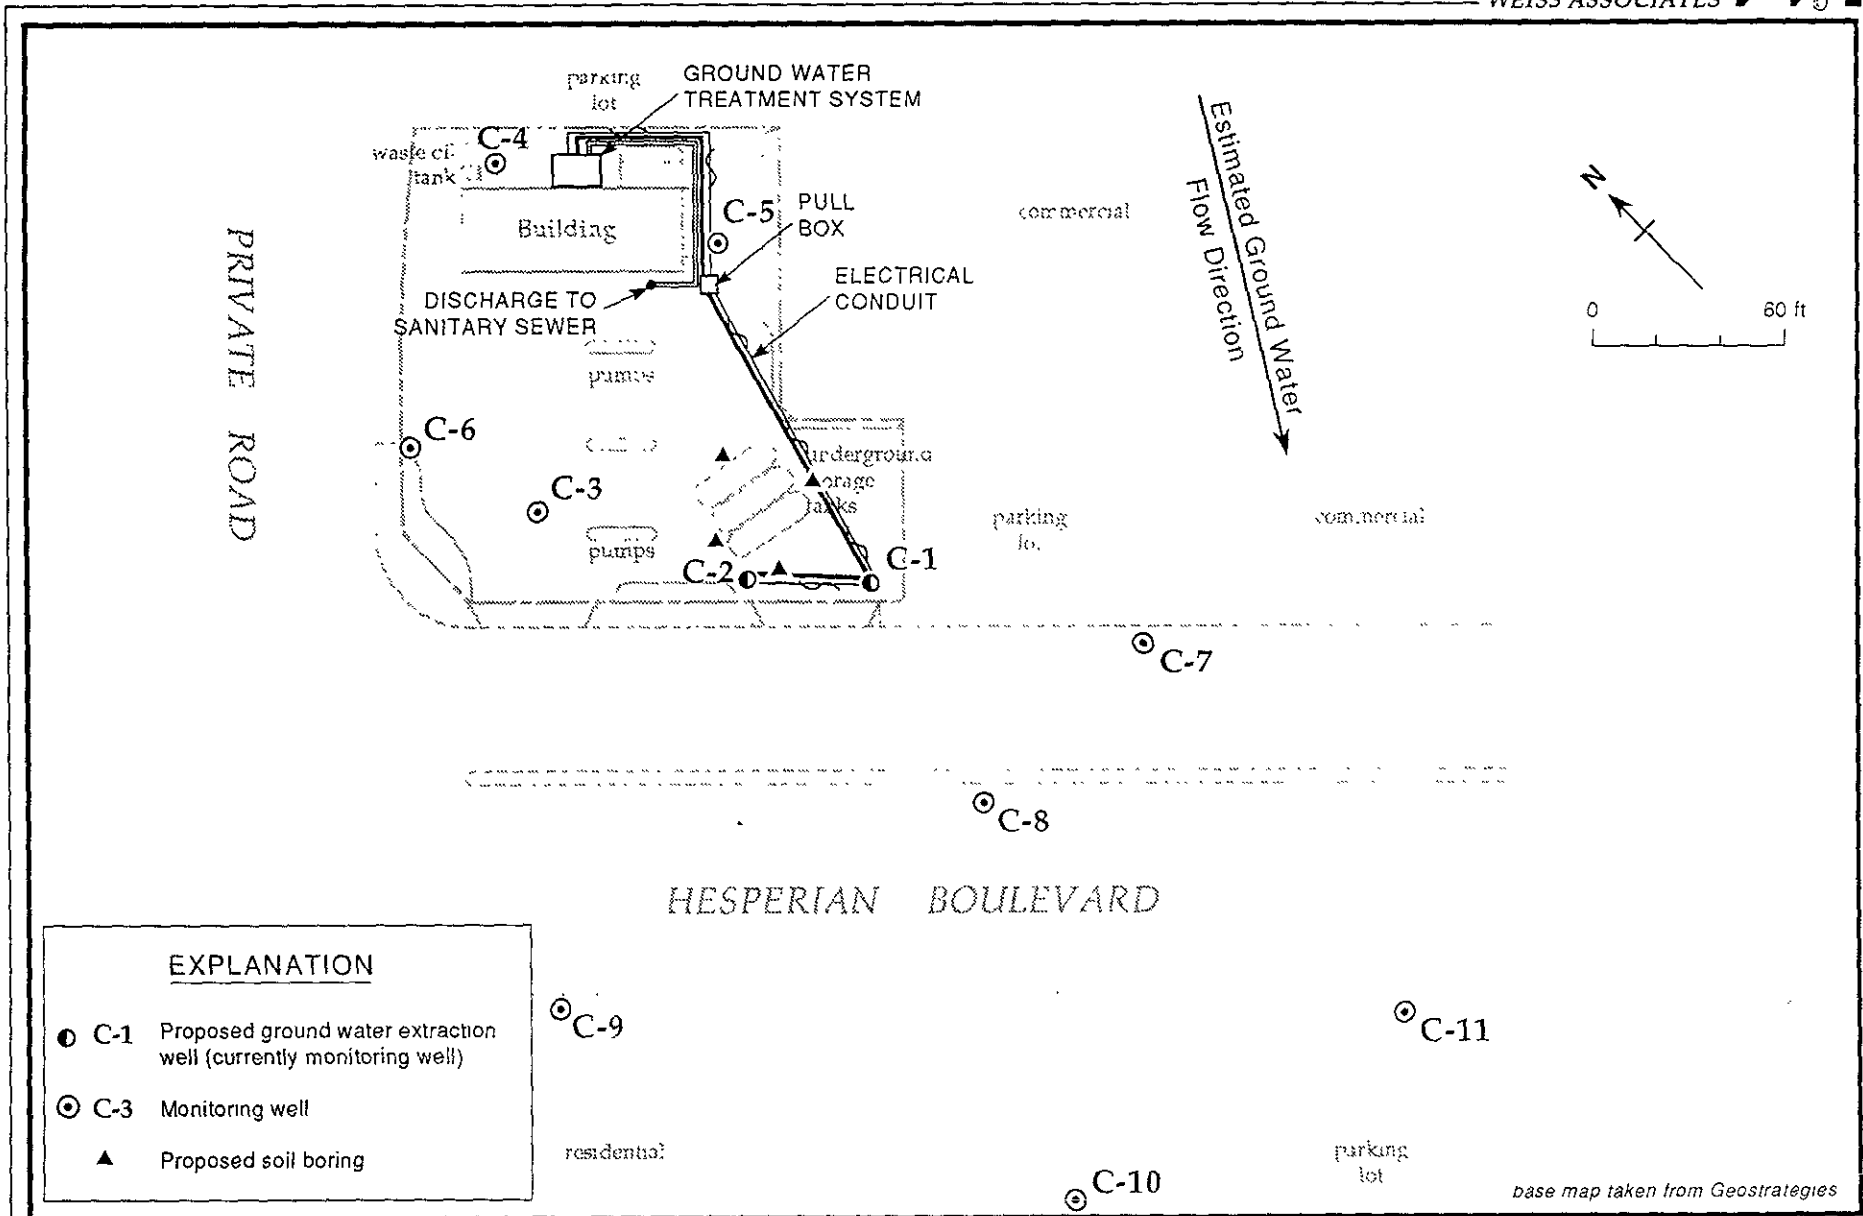 WEISS ASSOCIATES
parking
lot
GROUND WATER
TREATMENT SYSTEM
C-4
waste oil
tank
Building
C-5
PULL
BOX
commercial
Estimated Ground Water
Flow Direction
N
0 60 ft
PRIVATE ROAD
ELECTRICAL
CONDUIT
DISCHARGE TO
SANITARY SEWER
pumps
C-6
C-3
underground
storage
tanks
parking
lot
commercial
pumps
C-2
C-1
C-7
C-8
HESPERIAN BOULEVARD
EXPLANATION
C-1 Proposed ground water extraction
well (currently monitoring well)
C-3 Monitoring well
Proposed soil boring
C-9
C-11
residential
parking
lot
C-10
base map taken from Geostrategies